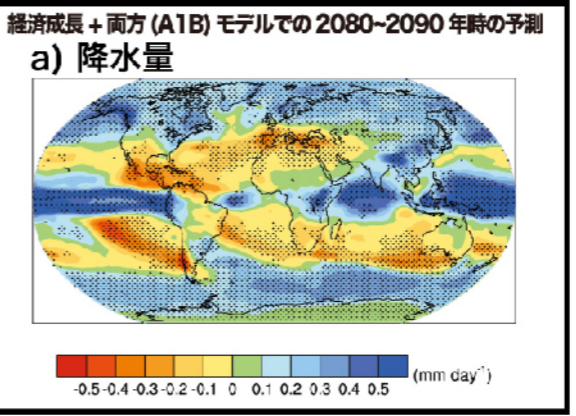 経済成長 + 両方 (A1B) モデルでの 2080~2090 年時の予測
a) 降水量
-0.5 -0.4 -0.3 -0.2 -0.1 0 0.1 0.2 0.3 0.4 0.5 (mm day⁻¹)